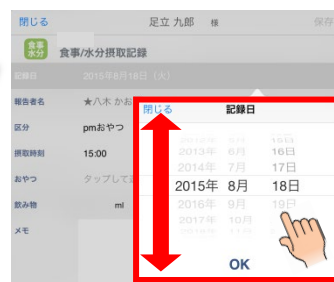 閉じる 足立 九郎 様 保存
食事
水分 食事/水分摂取記録
記録日 2015年8月18日（火）
報告者名 ★八木 かお
区分 pmおやつ
摂取時刻 15:00
おやつ タップして
飲み物 ml
メモ
閉じる 記録日
15日
2013年 6月 16日
2014年 7月 17日
2015年 8月 18日
2016年 9月 19日
2017年 10月
OK